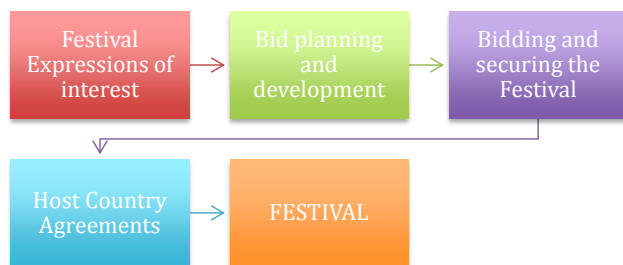 Festival
Expressions of
interest
Bid planning
and
development
Bidding and
securing the
Festival
Host Country
Agreements
FESTIVAL